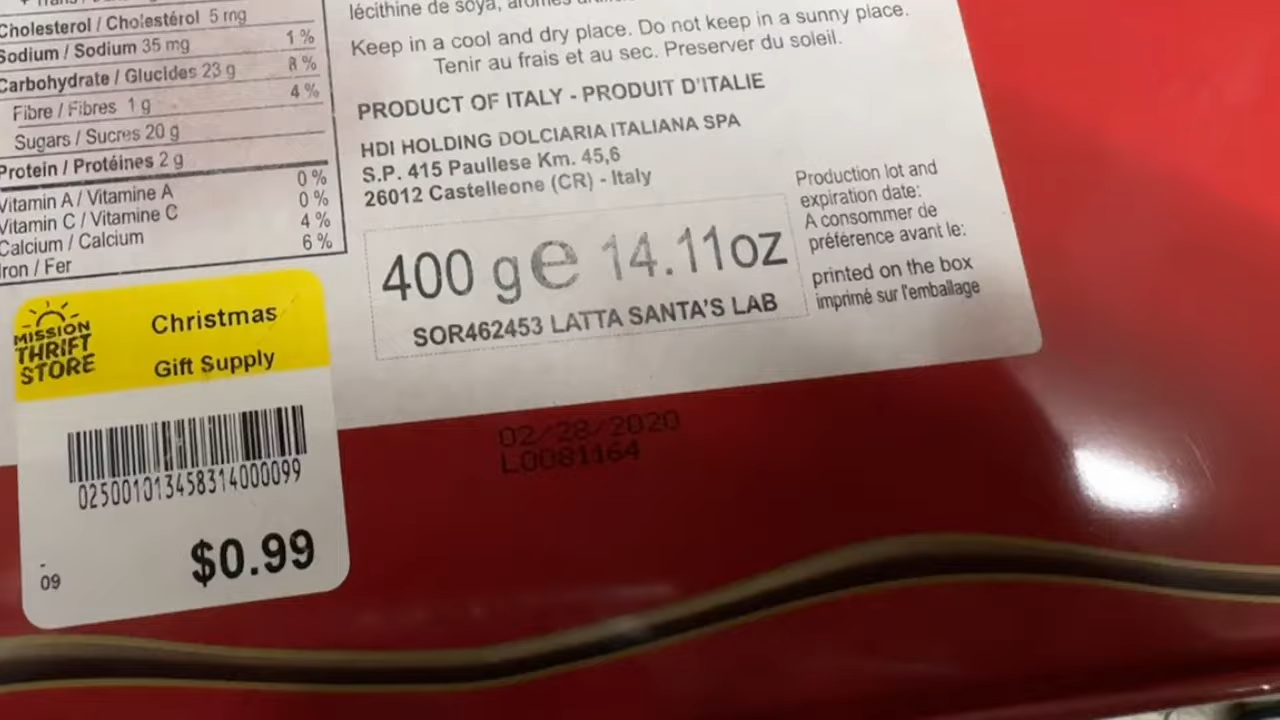 Cholesterol / Cholestérol 5 mg
Sodium / Sodium 35 mg 1 %
Carbohydrate / Glucides 23 g 8 %
Fibre / Fibres 1 g 4 %
Sugars / Sucres 20 g
Protein / Protéines 2 g
Vitamin A / Vitamine A 0 %
Vitamin C / Vitamine C 0 %
Calcium / Calcium 4 %
Iron / Fer 6 %
lécithine de soya, arômes
Keep in a cool and dry place. Do not keep in a sunny place.
Tenir au frais et au sec. Preserver du soleil.
PRODUCT OF ITALY - PRODUIT D'ITALIE
HDI HOLDING DOLCIARIA ITALIANA SPA
S.P. 415 Paullese Km. 45,6
26012 Castelleone (CR) - Italy
400 g e 14.11oz
SOR462453 LATTA SANTA'S LAB
Production lot and
expiration date:
A consommer de
préférence avant le:
printed on the box
imprimé sur l'emballage
02/28/2020
L0081164
MISSION
THRIFT
STORE
Christmas
Gift Supply
025001013458314000099
$0.99
09